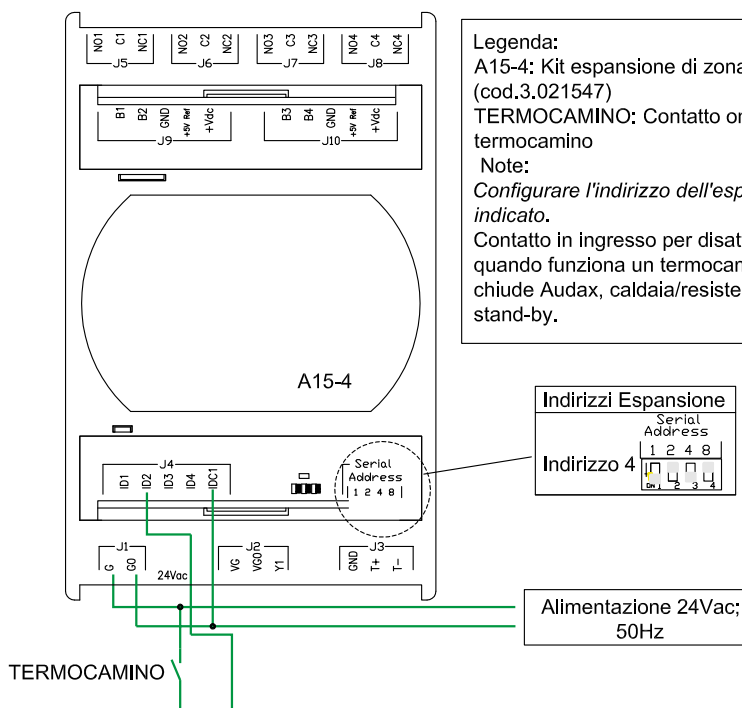 NO1 C1 NC1 NO2 C2 NC2 NO3 C3 NC3 NO4 C4 NC4
J5 J6 J7 J8
B1 B2 GND +5V Ref +Vdc B3 B4 GND +5V Ref +Vdc
J9 J10
A15-4
J4
ID1 ID2 ID3 ID4 IDC1
Serial
Address
1 2 4 8
J1 J2 J3
G G0 VG VG0 Y1 GND T+ T-
24Vac
TERMOCAMINO
Legenda:
A15-4: Kit espansione di zona
(cod.3.021547)
TERMOCAMINO: Contatto on
termocamino
Note:
Configurare l'indirizzo dell'esp
indicato.
Contatto in ingresso per disat
quando funziona un termocam
chiude Audax, caldaia/resiste
stand-by.
Indirizzi Espansione
Serial
Address
1 2 4 8
Indirizzo 4
ON 1 2 3 4
Alimentazione 24Vac;
50Hz